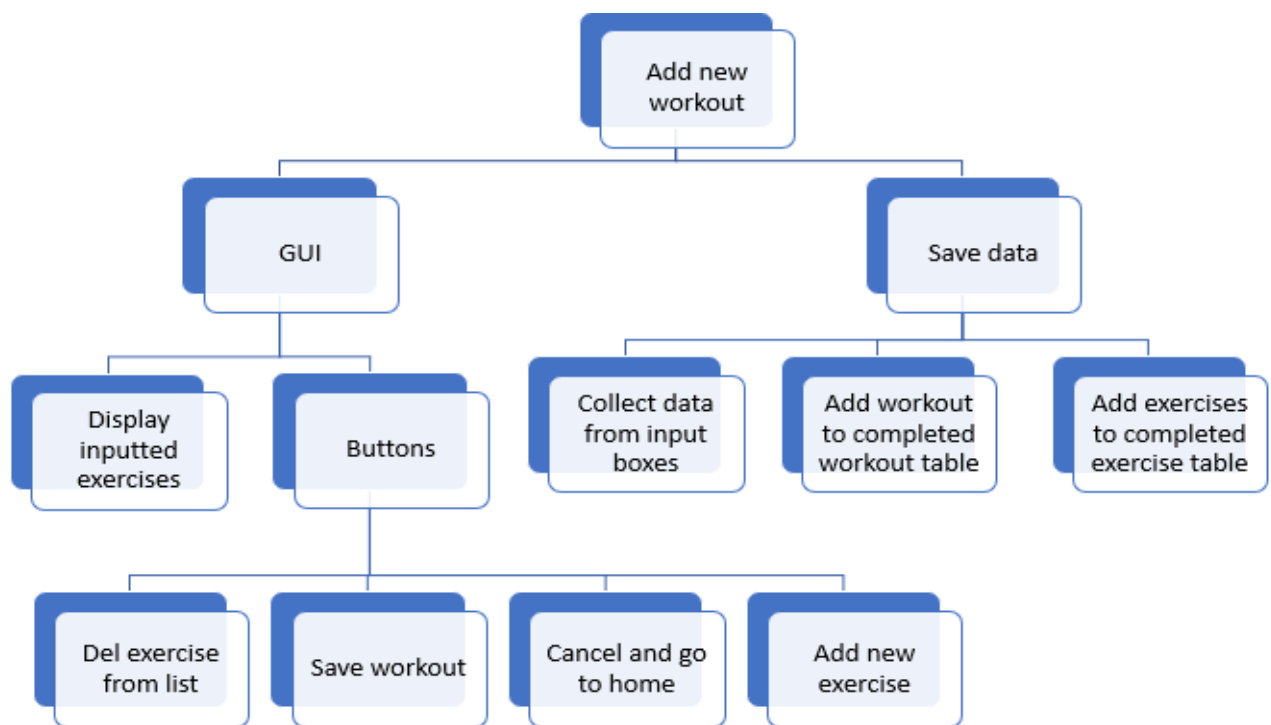 Add new
workout
GUI
Save data
Display
inputted
exercises
Buttons
Collect data
from input
boxes
Add workout
to completed
workout table
Add exercises
to completed
exercise table
Del exercise
from list
Save workout
Cancel and go
to home
Add new
exercise